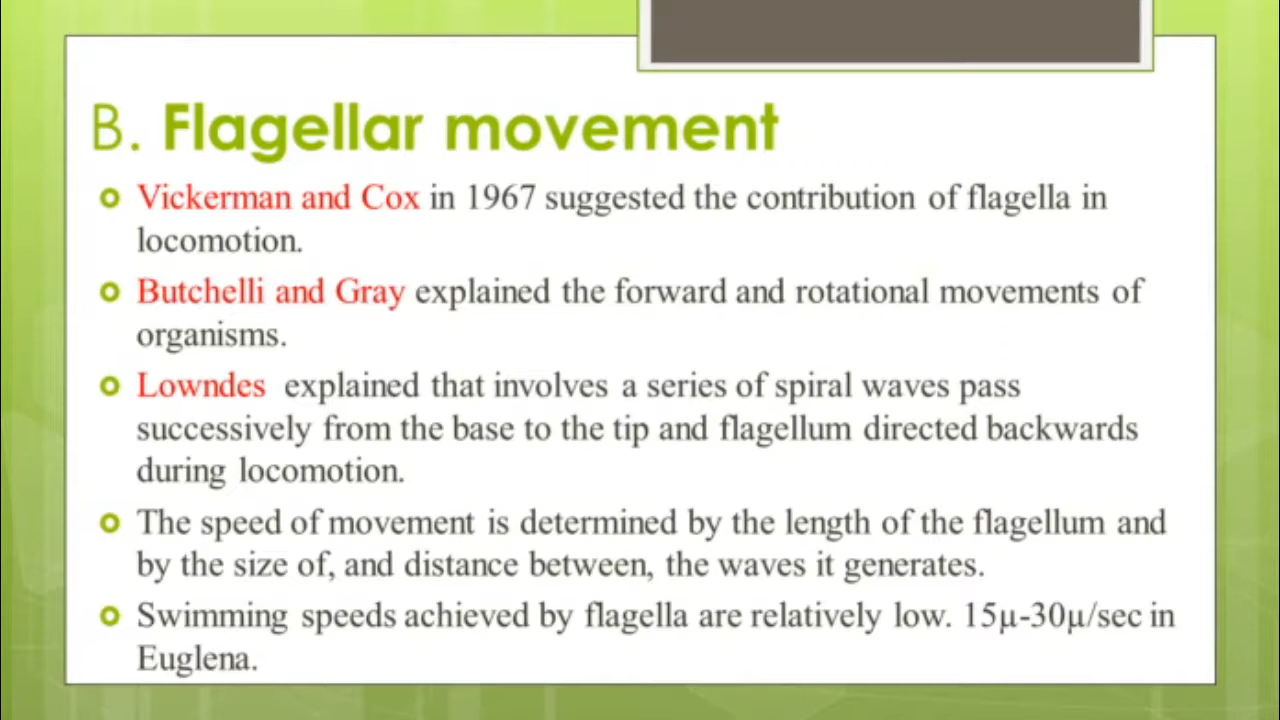 B. Flagellar movement
Vickerman and Cox in 1967 suggested the contribution of flagella in
locomotion.
Butchelli and Gray explained the forward and rotational movements of
organisms.
Lowndes explained that involves a series of spiral waves pass
successively from the base to the tip and flagellum directed backwards
during locomotion.
The speed of movement is determined by the length of the flagellum and
by the size of, and distance between, the waves it generates.
Swimming speeds achieved by flagella are relatively low. 15µ-30µ/sec in
Euglena.